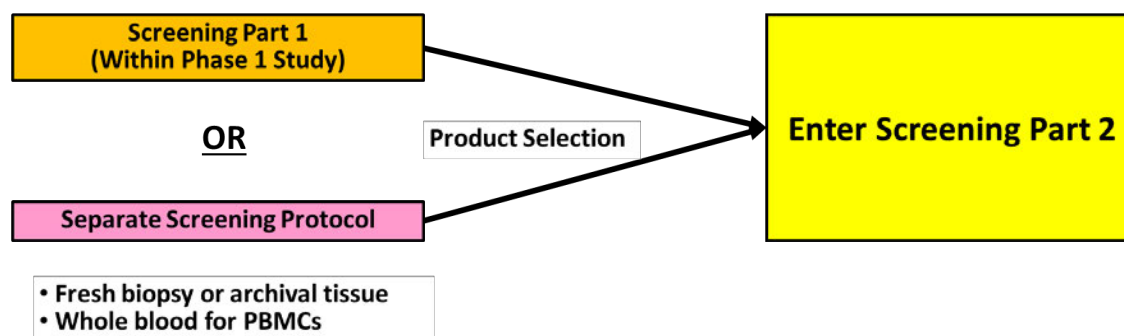 Screening Part 1
(Within Phase 1 Study)
OR
Product Selection
Enter Screening Part 2
Separate Screening Protocol
• Fresh biopsy or archival tissue
• Whole blood for PBMCs